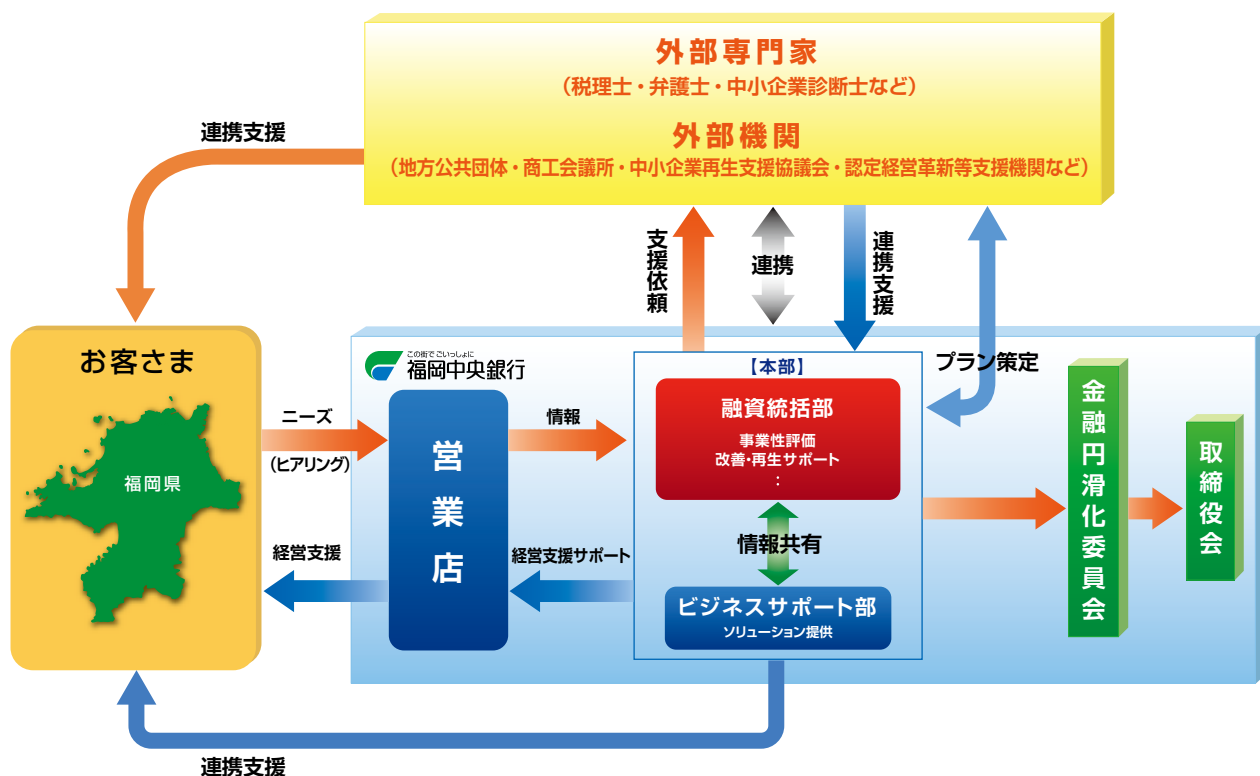 外部専門家
(税理士・弁護士・中小企業診断士など)
外部機関
(地方公共団体・商工会議所・中小企業再生支援協議会・認定経営革新等支援機関など)
連携支援
支援依頼
連携
連携支援
プラン策定
お客さま
福岡県
ニーズ
(ヒアリング)
経営支援
この街でごいっしょに
福岡中央銀行
営業店
情報
経営支援サポート
【本部】
融資統括部
事業性評価
改善・再生サポート
:
情報共有
ビジネスサポート部
ソリューション提供
金融円滑化委員会
取締役会
連携支援